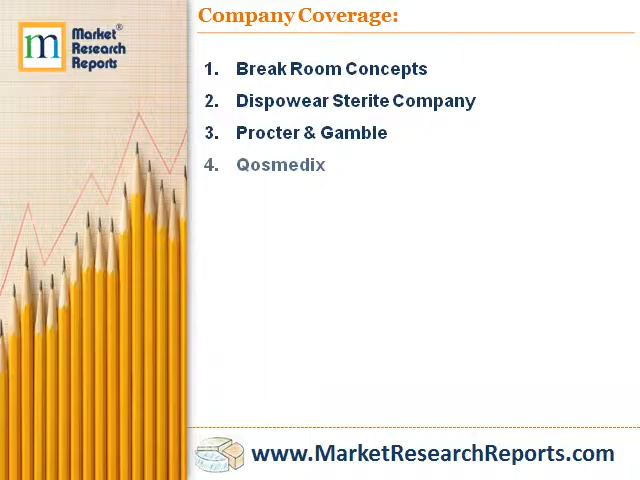 m
Market®
Research
Reports
Company Coverage:
1. Break Room Concepts
2. Dispowear Sterite Company
3. Procter & Gamble
4. Qosmedix
www.MarketResearchReports.com